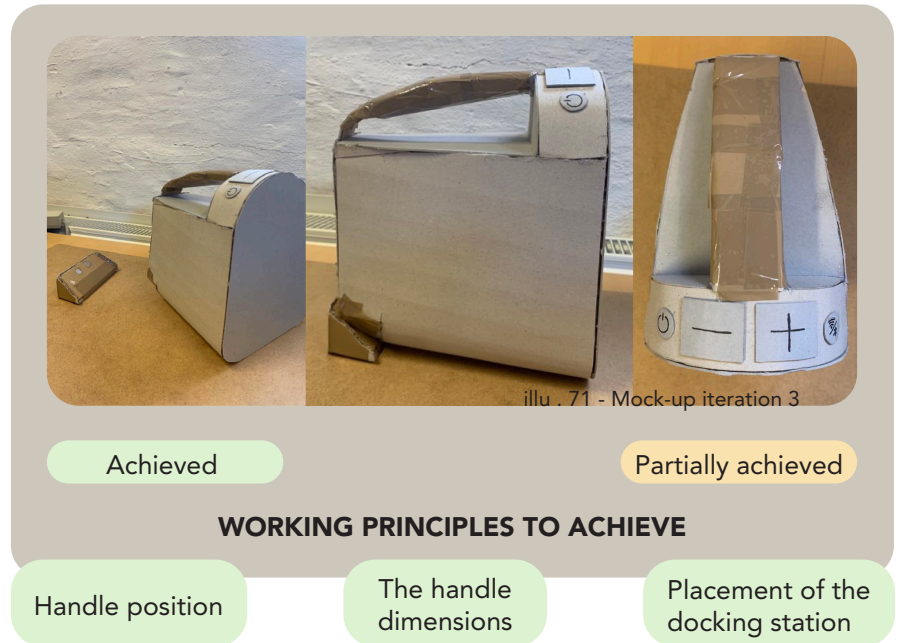 illu . 71 - Mock-up iteration 3
Achieved
Partially achieved
WORKING PRINCIPLES TO ACHIEVE
Handle position
The handle
dimensions
Placement of the
docking station